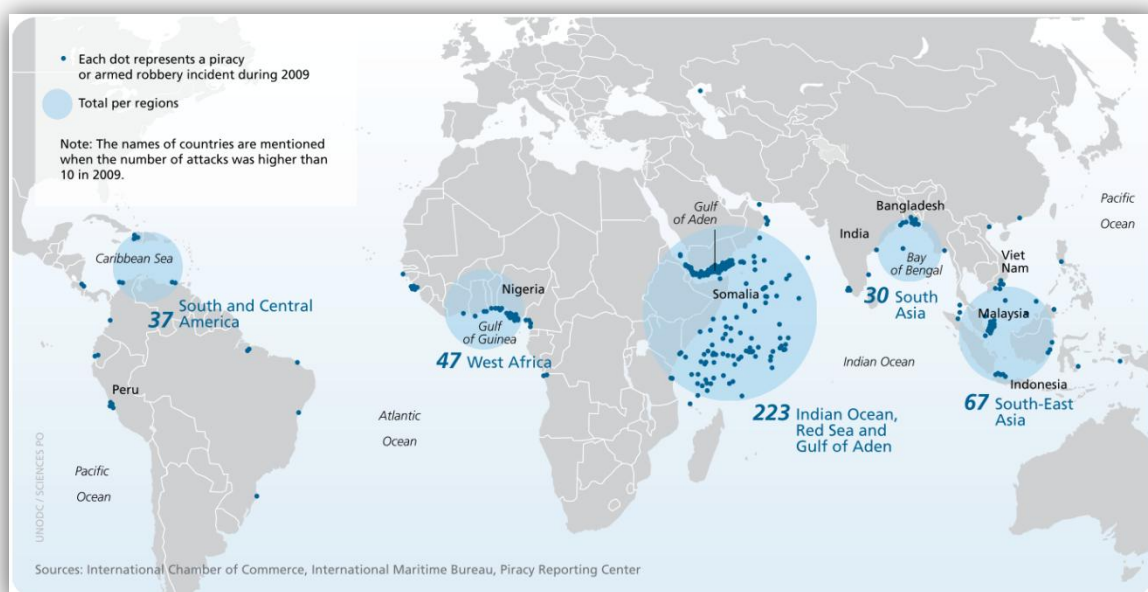 Each dot represents a piracy
or armed robbery incident during 2009
Total per regions
Note: The names of countries are mentioned
when the number of attacks was higher than
10 in 2009.
Caribbean Sea
37 South and Central
America
Peru
Pacific
Ocean
Atlantic
Ocean
Nigeria
Gulf
of Guinea
47 West Africa
Gulf
of Aden
Somalia
Indian Ocean
223 Indian Ocean,
Red Sea and
Gulf of Aden
India
Bangladesh
Bay
of Bengal
30 South
Asia
Viet
Nam
Malaysia
Indonesia
67 South-East
Asia
Pacific
Ocean
UNODC / SCIENCES PO
Sources: International Chamber of Commerce, International Maritime Bureau, Piracy Reporting Center